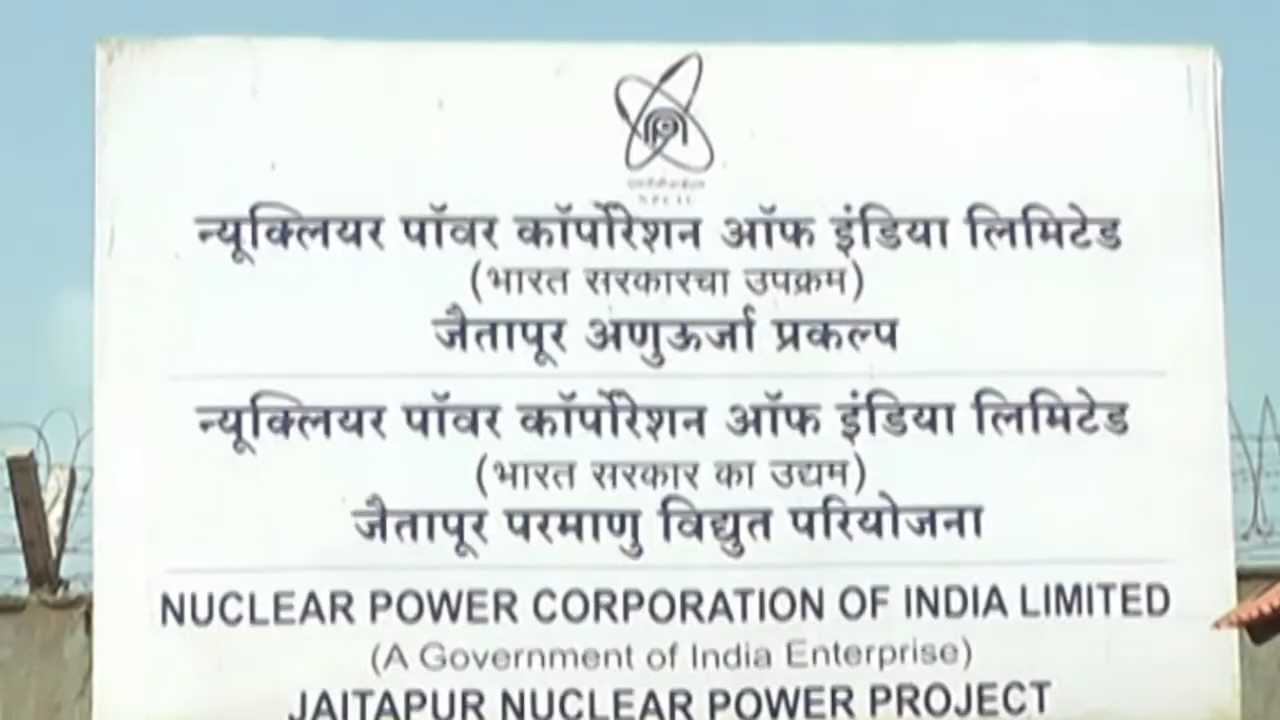 न्यूक्लियर पॉवर कॉर्पोरेशन ऑफ इंडिया लिमिटेड
(भारत सरकारचा उपक्रम)
जैतापूर अणुऊर्जा प्रकल्प
न्यूक्लियर पॉवर कॉर्पोरेशन ऑफ इंडिया लिमिटेड
(भारत सरकार का उद्यम)
जैतापूर परमाणु विद्युत परियोजना
NUCLEAR POWER CORPORATION OF INDIA LIMITED
(A Government of India Enterprise)
JAITAPUR NUCLEAR POWER PROJECT